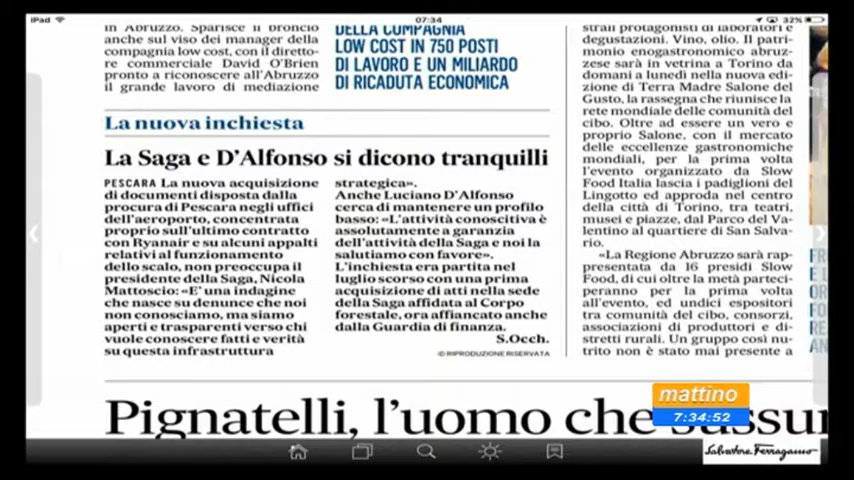 iPad
07:34
32%
in Abruzzo. Sparisce il broncio
anche sul viso dei manager della
compagnia low cost, con il diretto-
re commerciale David O'Brien
pronto a riconoscere all'Abruzzo
il grande lavoro di mediazione
DELLA COMPAGNIA
LOW COST IN 750 POSTI
DI LAVORO E UN MILIARDO
DI RICADUTA ECONOMICA
La nuova inchiesta
La Saga e D'Alfonso si dicono tranquilli
PESCARA La nuova acquisizione
di documenti disposta dalla
procura di Pescara negli uffici
dell'aeroporto, concentrata
proprio sull'ultimo contratto
con Ryanair e su alcuni appalti
relativi al funzionamento
dello scalo, non preoccupa il
presidente della Saga, Nicola
Mattoscio: «E' una indagine
che nasce su denunce che noi
non conosciamo, ma siamo
aperti e trasparenti verso chi
vuole conoscere fatti e verità
su questa infrastruttura
strategica».
Anche Luciano D'Alfonso
cerca di mantenere un profilo
basso: «L'attività conoscitiva è
assolutamente a garanzia
dell'attività della Saga e noi la
salutiamo con favore».
L'inchiesta era partita nel
luglio scorso con una prima
acquisizione di atti nella sede
della Saga affidata al Corpo
forestale, ora affiancato anche
dalla Guardia di finanza.
S.Occh.
© RIPRODUZIONE RISERVATA
strali protagonisti di laboratori e
degustazioni. Vino, olio. Il patri-
monio enogastronomico abruz-
zese sarà in vetrina a Torino da
domani a lunedì nella nuova edi-
zione di Terra Madre Salone del
Gusto, la rassegna che riunisce la
rete mondiale delle comunità del
cibo. Oltre ad essere un vero e
proprio Salone, con il mercato
delle eccellenze gastronomiche
mondiali, per la prima volta
l'evento organizzato da Slow
Food Italia lascia i padiglioni del
Lingotto ed approda nel centro
della città di Torino, tra teatri,
musei e piazze, dal Parco del Va-
lentino al quartiere di San Salva-
rio.
«La Regione Abruzzo sarà rap-
presentata da 16 presidi Slow
Food, di cui oltre la metà parteci-
peranno per la prima volta
all'evento, ed undici espositori
tra comunità del cibo, consorzi,
associazioni di produttori e di-
stretti rurali. Un gruppo così nu-
trito non è stato mai presente a
FR
E L
OR
FO
RE
AN
Pignatelli, l'uomo che sussur
mattino
7:34:52
Salvatore Ferragamo